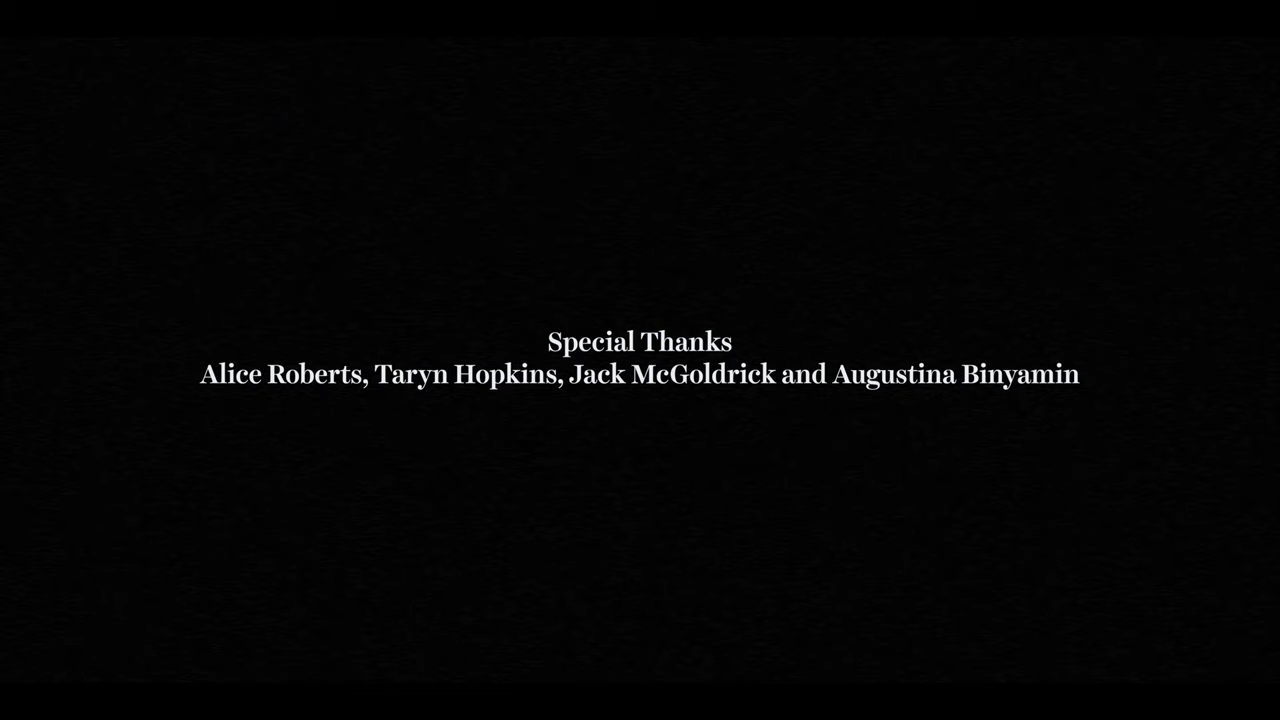 Special Thanks
Alice Roberts, Taryn Hopkins, Jack McGoldrick and Augustina Binyamin